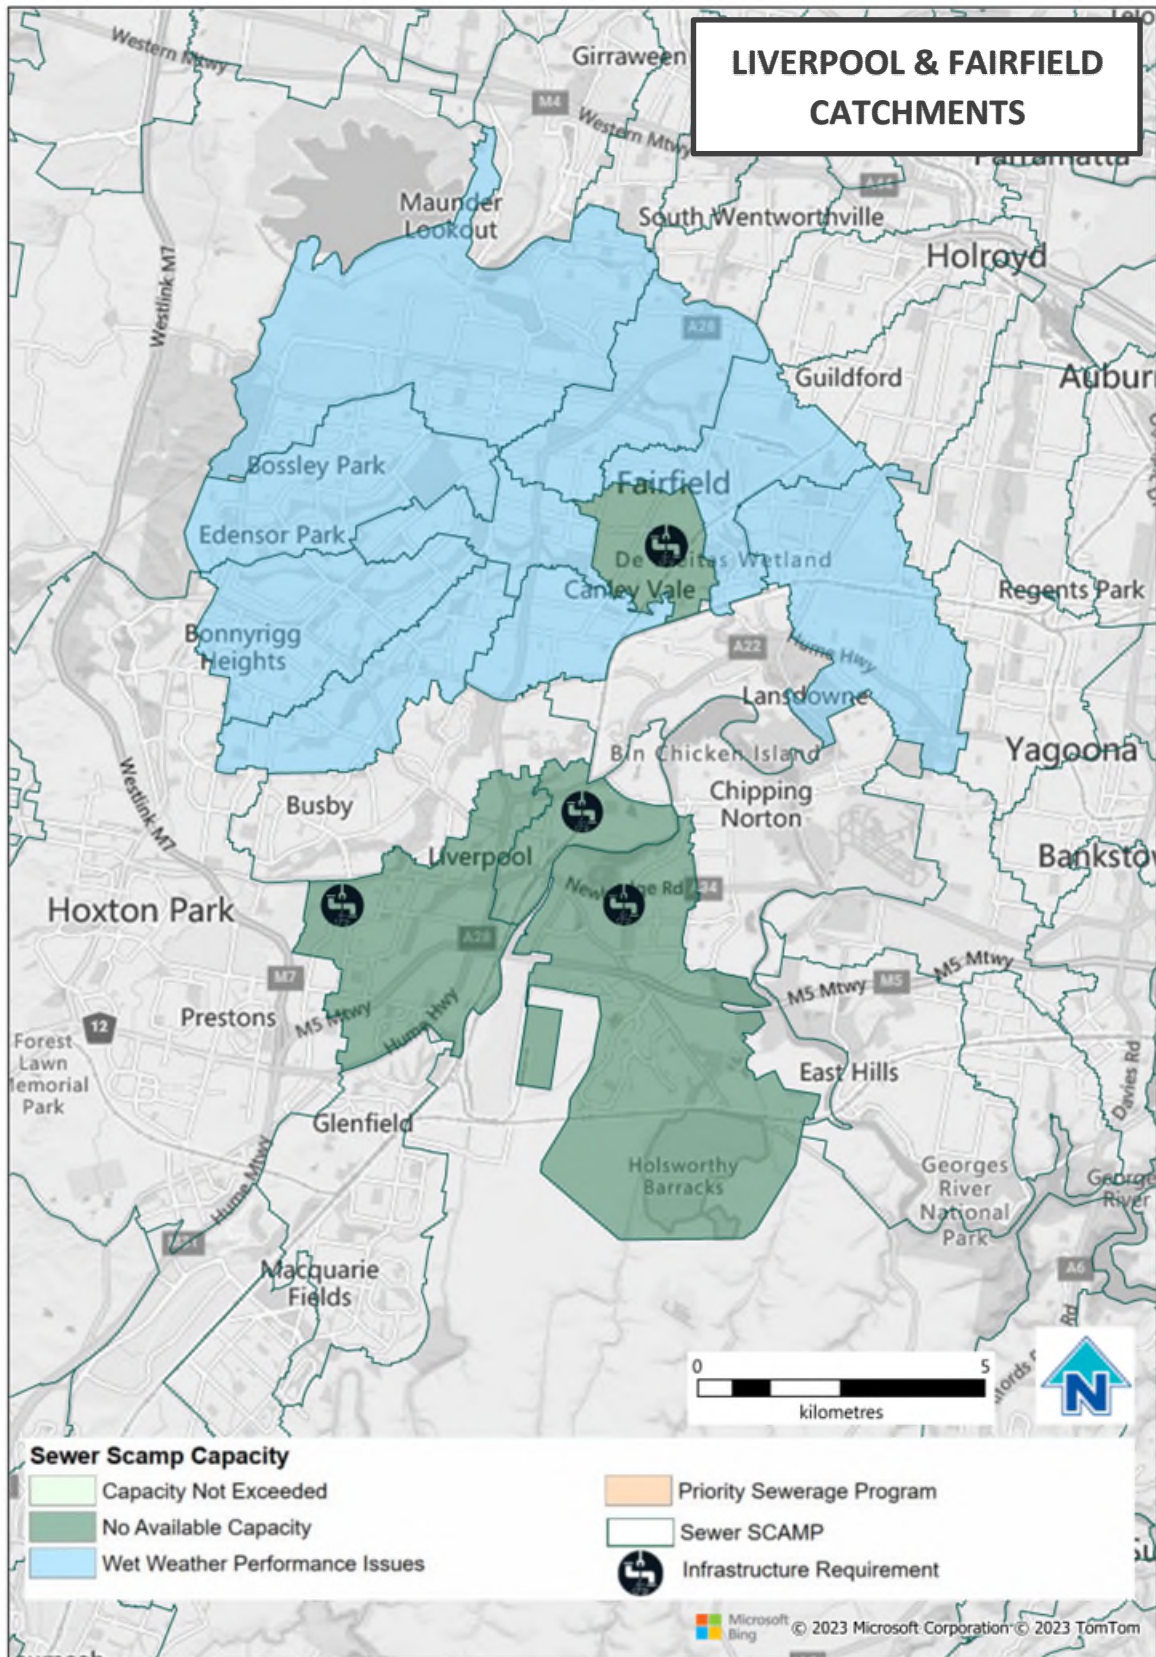 LIVERPOOL & FAIRFIELD
CATCHMENTS
Girraween
Western Mtwy
M4
Western Mtwy
Parramatta
Maunder
Lookout
South Wentworthville
Holroyd
Westlink M7
A28
Guildford
Bossley Park
Fairfield
Edensor Park
Canley Vale
Wetland
Regents Park
Bonnyrigg
Heights
A22
Hume Hwy
Lansdowne
Bin Chicken Island
Yagoona
Westlink M7
Busby
Chipping
Norton
Liverpool
Hoxton Park
A28
M7
M5 Mtwy
M5
M5 Mtwy
Prestons
M5 Mtwy
Hume Hwy
12
Forest
Lawn
Memorial
Park
East Hills
Davies Rd
Glenfield
Hume Mtwy
Holsworthy
Barracks
Georges
River
National
Park
River
Macquarie
Fields
A6
Rd
0 5
kilometres
N
Sewer Scamp Capacity
Capacity Not Exceeded
No Available Capacity
Wet Weather Performance Issues
Priority Sewerage Program
Sewer SCAMP
Infrastructure Requirement
Microsoft
Bing
© 2023 Microsoft Corporation © 2023 TomTom